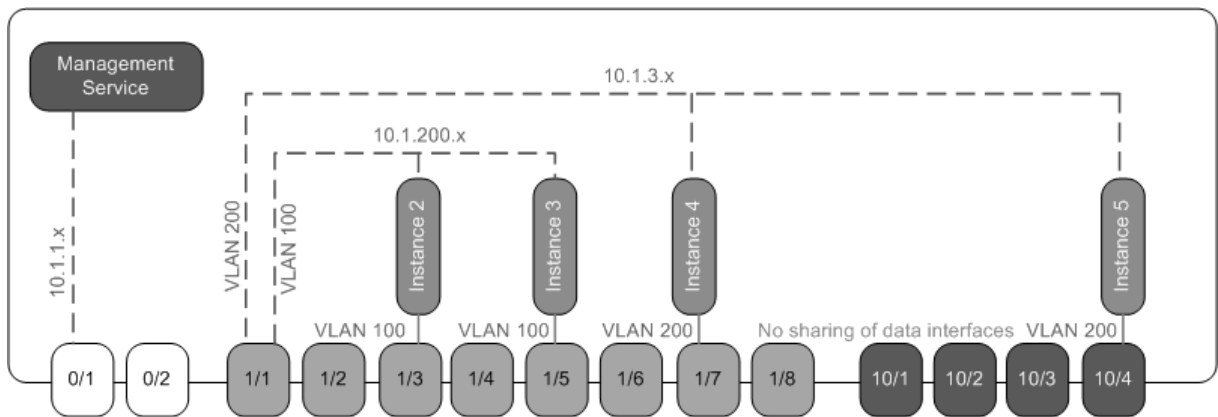 Management
Service
10.1.3.x
10.1.200.x
10.1.1.x
VLAN 200
VLAN 100
Instance 2
Instance 3
Instance 4
Instance 5
VLAN 100
VLAN 100
VLAN 200
No sharing of data interfaces
VLAN 200
0/1
0/2
1/1
1/2
1/3
1/4
1/5
1/6
1/7
1/8
10/1
10/2
10/3
10/4